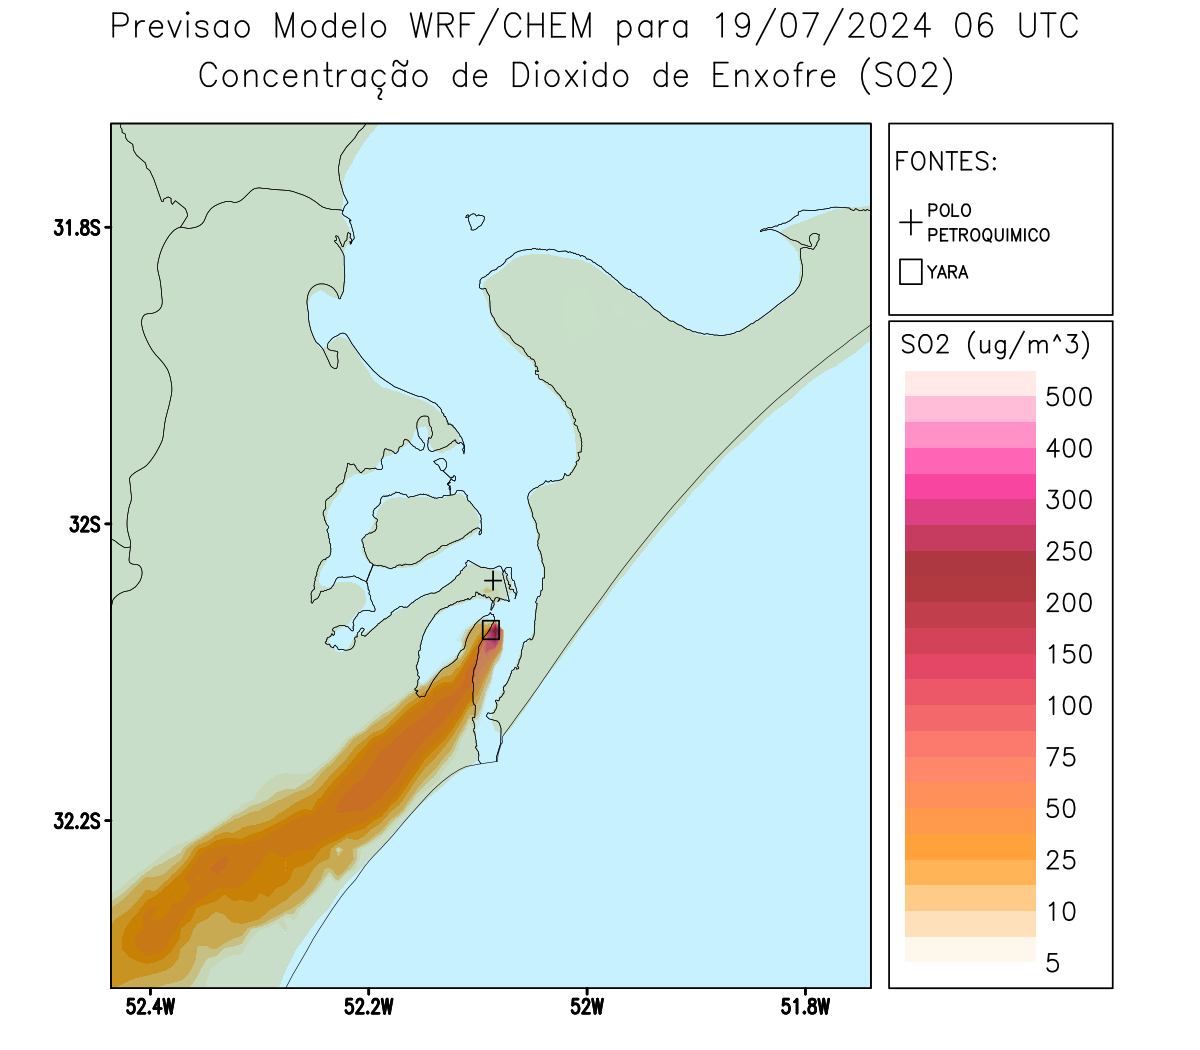 Previsao Modelo WRF/CHEM para 19/07/2024 06 UTC
Concentração de Dioxido de Enxofre (SO2)
FONTES:
POLO
PETROQUIMICO
YARA
SO2 (ug/m^3)
500
400
300
250
200
150
100
75
50
25
10
5
31.8S
32S
32.2S
52.4W
52.2W
52W
51.8W